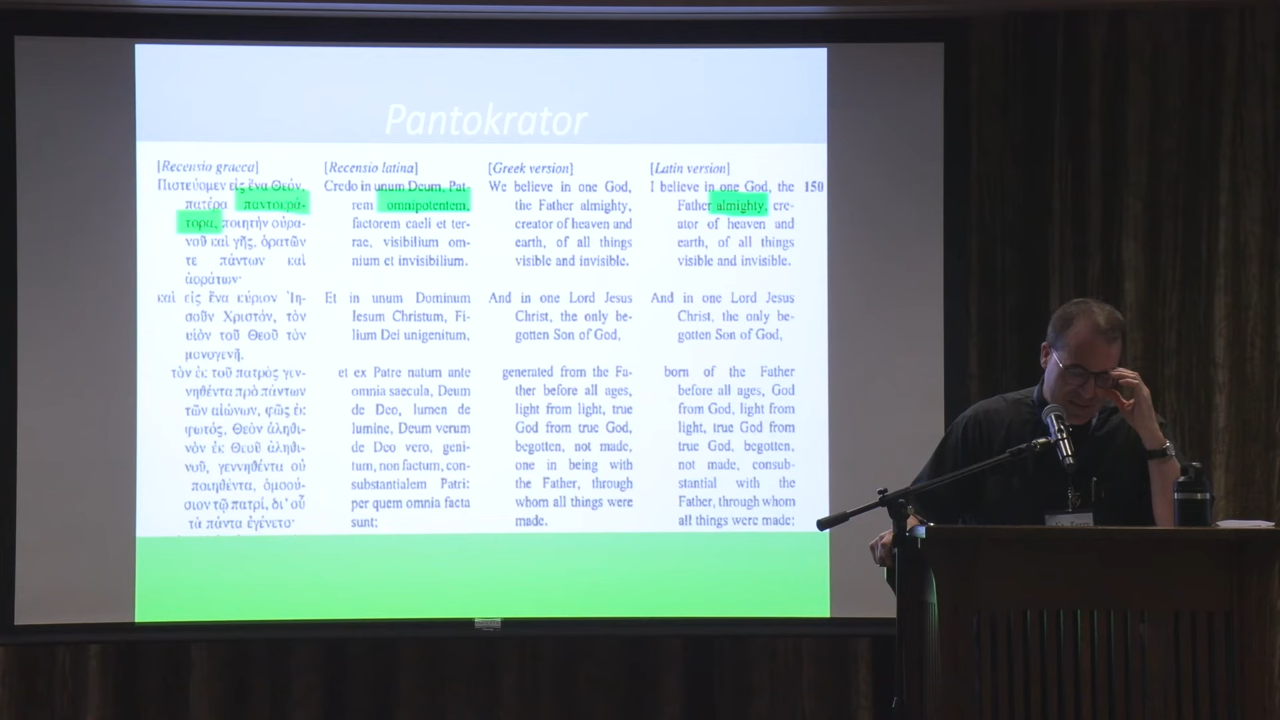 Pantokrator
[Recensio graeca]
Πιστεύομεν εἰς ἕνα Θεόν,
πατέρα παντοκρά-
τορα, ποιητὴν οὐρα-
νοῦ καὶ γῆς, ὁρατῶν
τε πάντων καὶ
ἀοράτων·
καὶ εἰς ἕνα κύριον Ἰη-
σοῦν Χριστόν, τὸν
υἱὸν τοῦ Θεοῦ τὸν
μονογενῆ,
τὸν ἐκ τοῦ πατρὸς γεν-
νηθέντα πρὸ πάντων
τῶν αἰώνων, φῶς ἐκ
φωτός, Θεὸν ἀληθι-
νὸν ἐκ Θεοῦ ἀληθι-
νοῦ, γεννηθέντα οὐ
ποιηθέντα, ὁμοού-
σιον τῷ πατρί, δι' οὗ
τὰ πάντα ἐγένετο·
[Recensio latina]
Credo in unum Deum, Pat-
rem omnipotentem,
factorem caeli et ter-
rae, visibilium om-
nium et invisibilium.
Et in unum Dominum
Iesum Christum, Fi-
lium Dei unigenitum,
et ex Patre natum ante
omnia saecula, Deum
de Deo, lumen de
lumine, Deum verum
de Deo vero, geni-
tum, non factum, con-
substantialem Patri:
per quem omnia facta
sunt;
[Greek version]
We believe in one God,
the Father almighty,
creator of heaven and
earth, of all things
visible and invisible.
And in one Lord Jesus
Christ, the only be-
gotten Son of God,
generated from the Fa-
ther before all ages,
light from light, true
God from true God,
begotten, not made,
one in being with
the Father, through
whom all things were
made.
[Latin version]
I believe in one God, the 150
Father almighty, cre-
ator of heaven and
earth, of all things
visible and invisible.
And in one Lord Jesus
Christ, the only be-
gotten Son of God,
born of the Father
before all ages, God
from God, light from
light, true God from
true God, begotten,
not made, consub-
stantial with the
Father, through whom
all things were made;